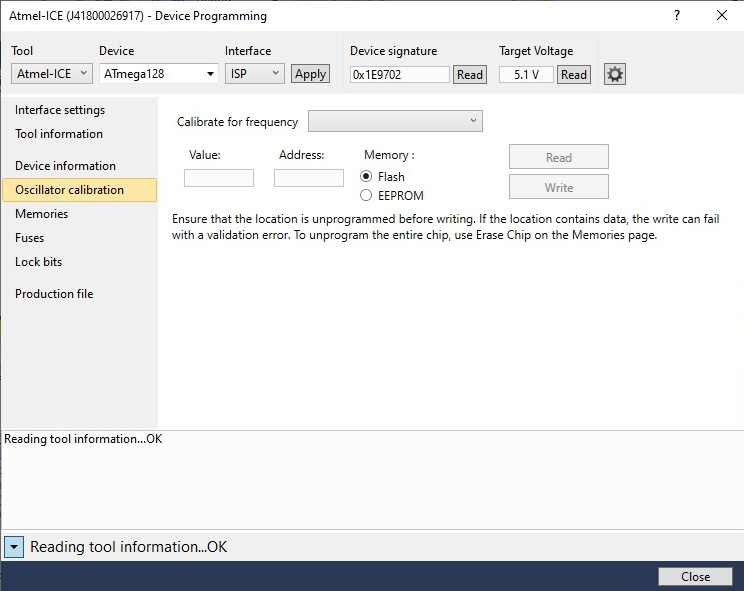 Atmel-ICE (J41800026917) - Device Programming
? ×
Tool Device Interface Device signature Target Voltage
Atmel-ICE ATmega128 ISP Apply 0x1E9702 Read 5.1 V Read
Interface settings
Tool information
Device information
Oscillator calibration
Memories
Fuses
Lock bits
Production file
Calibrate for frequency
Value: Address: Memory : Read
Flash
EEPROM Write
Ensure that the location is unprogrammed before writing. If the location contains data, the write can fail
with a validation error. To unprogram the entire chip, use Erase Chip on the Memories page.
Reading tool information...OK
Reading tool information...OK
Close